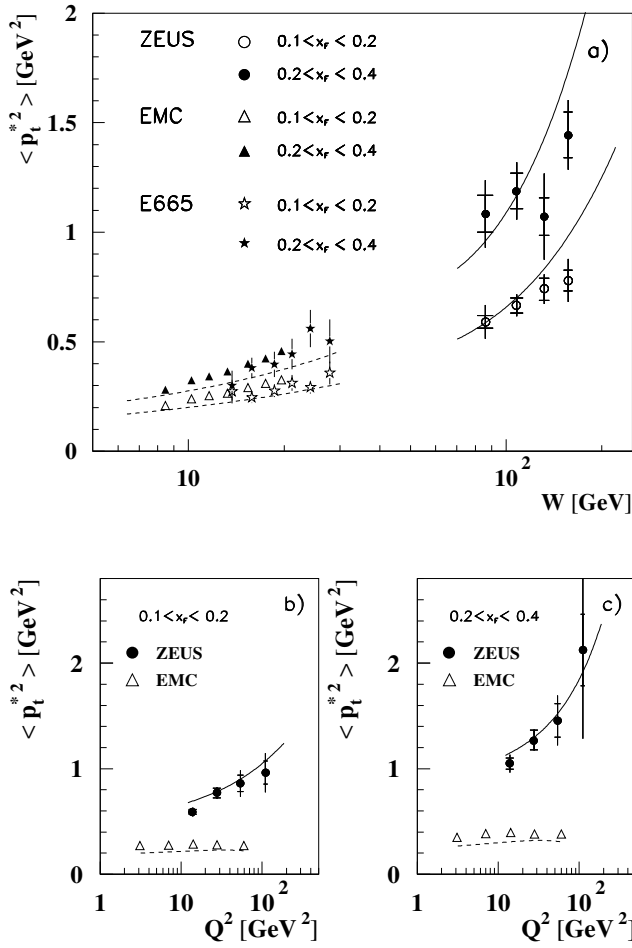 ZEUS 0.1<x_F< 0.2
0.2<x_F< 0.4
EMC 0.1<x_F< 0.2
0.2<x_F< 0.4
E665 0.1<x_F< 0.2
0.2<x_F< 0.4
a)
< p_t^{*2} > [GeV^2]
2
1.5
1
0.5
0
10 10^2
W [GeV]
b)
0.1<x_F< 0.2
ZEUS
EMC
< p_t^{*2} > [GeV^2]
2
1
0
1 10 10^2
Q^2 [GeV^2]
c)
0.2<x_F< 0.4
ZEUS
EMC
< p_t^{*2} > [GeV^2]
2
1
0
1 10 10^2
Q^2 [GeV^2]